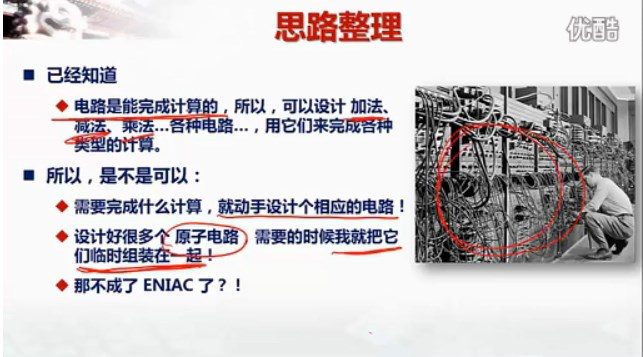 思路整理
优酷
已经知道
电路是能完成计算的，所以，可以设计 加法、
减法、乘法…各种电路…，用它们来完成各种
类型的计算。
所以，是不是可以：
需要完成什么计算，就动手设计个相应的电路！
设计好很多个 原子电路 需要的时候我就把它
们临时组装在一起！
那不成了 ENIAC 了？！